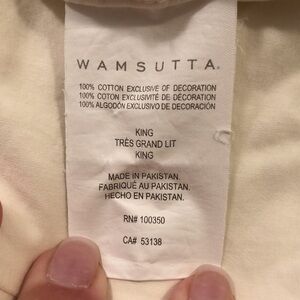 WAMSUTTA®
100% COTTON EXCLUSIVE OF DECORATION
100% COTON EXCLUSIVITÉ DE DÉCORATION
100% ALGODÓN EXCLUSIVO DE DECORACIÓN
KING
TRÈS GRAND LIT
KING
MADE IN PAKISTAN.
FABRIQUÉ AU PAKISTAN.
HECHO EN PAKISTAN.
RN# 100350
CA# 53138